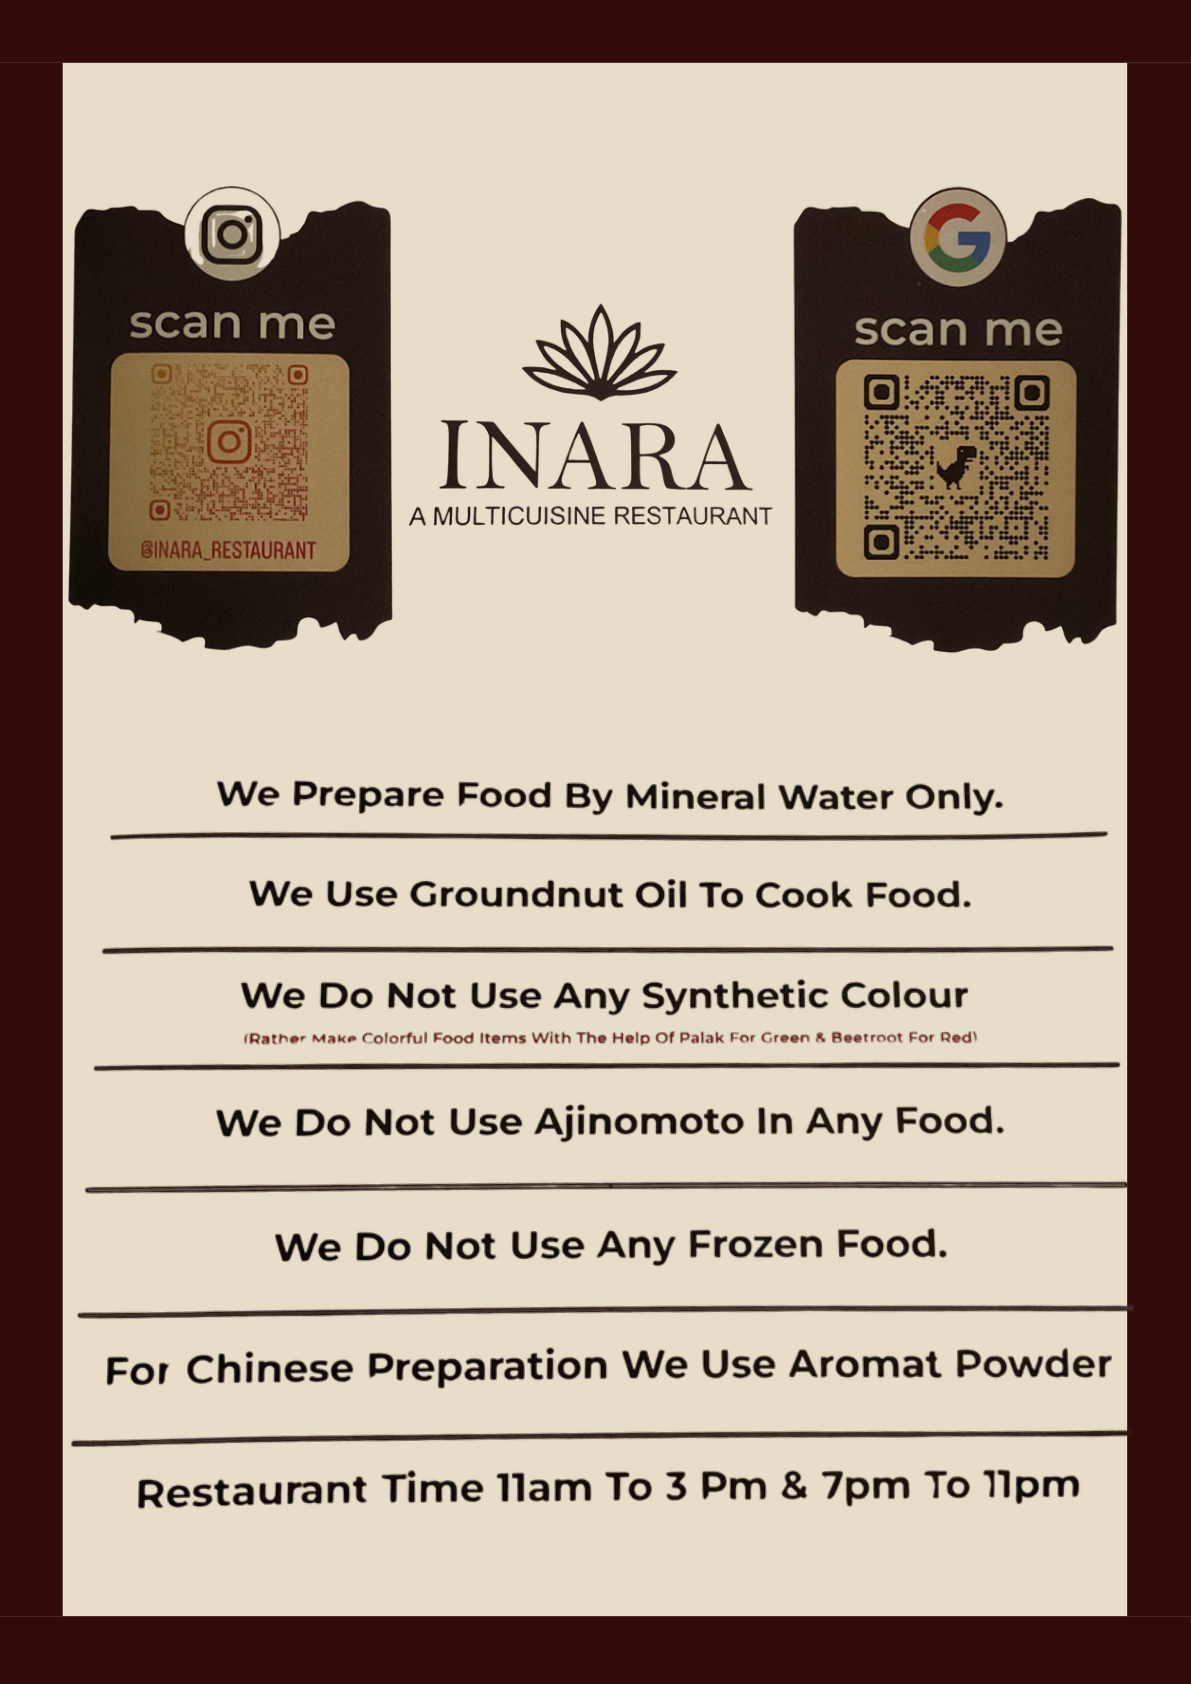 scan me
@INARA_RESTAURANT
INARA
A MULTICUISINE RESTAURANT
scan me
We Prepare Food By Mineral Water Only.
We Use Groundnut Oil To Cook Food.
We Do Not Use Any Synthetic Colour
(Rather Make Colorful Food Items With The Help Of Palak For Green & Beetroot For Red)
We Do Not Use Ajinomoto In Any Food.
We Do Not Use Any Frozen Food.
For Chinese Preparation We Use Aromat Powder
Restaurant Time 11am To 3 Pm & 7pm To 11pm